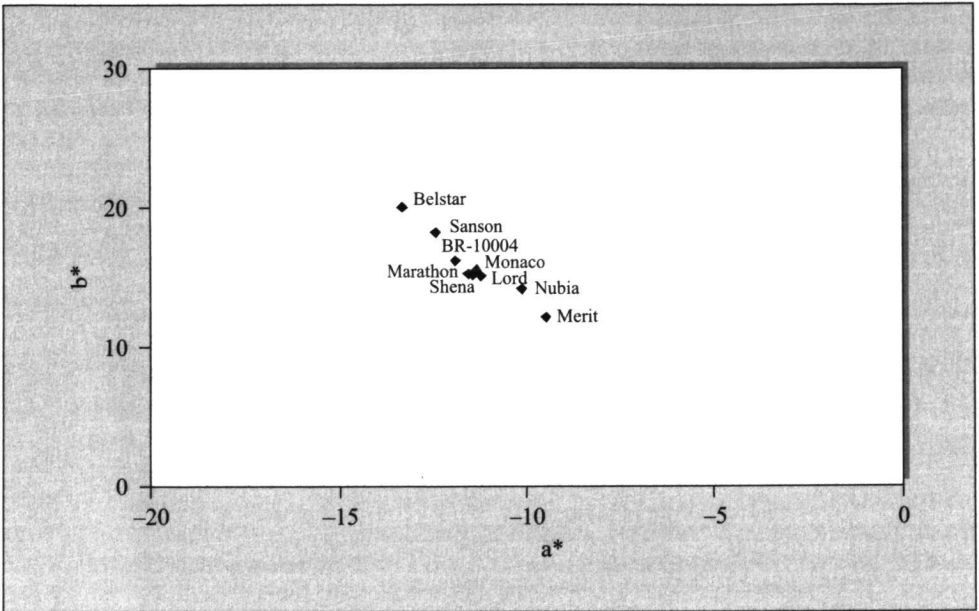 30
20
10
0
b*
Belstar
Sanson
BR-10004
Monaco
Marathon
Lord
Shena
Nubia
Merit
–20
–15
–10
–5
0
a*